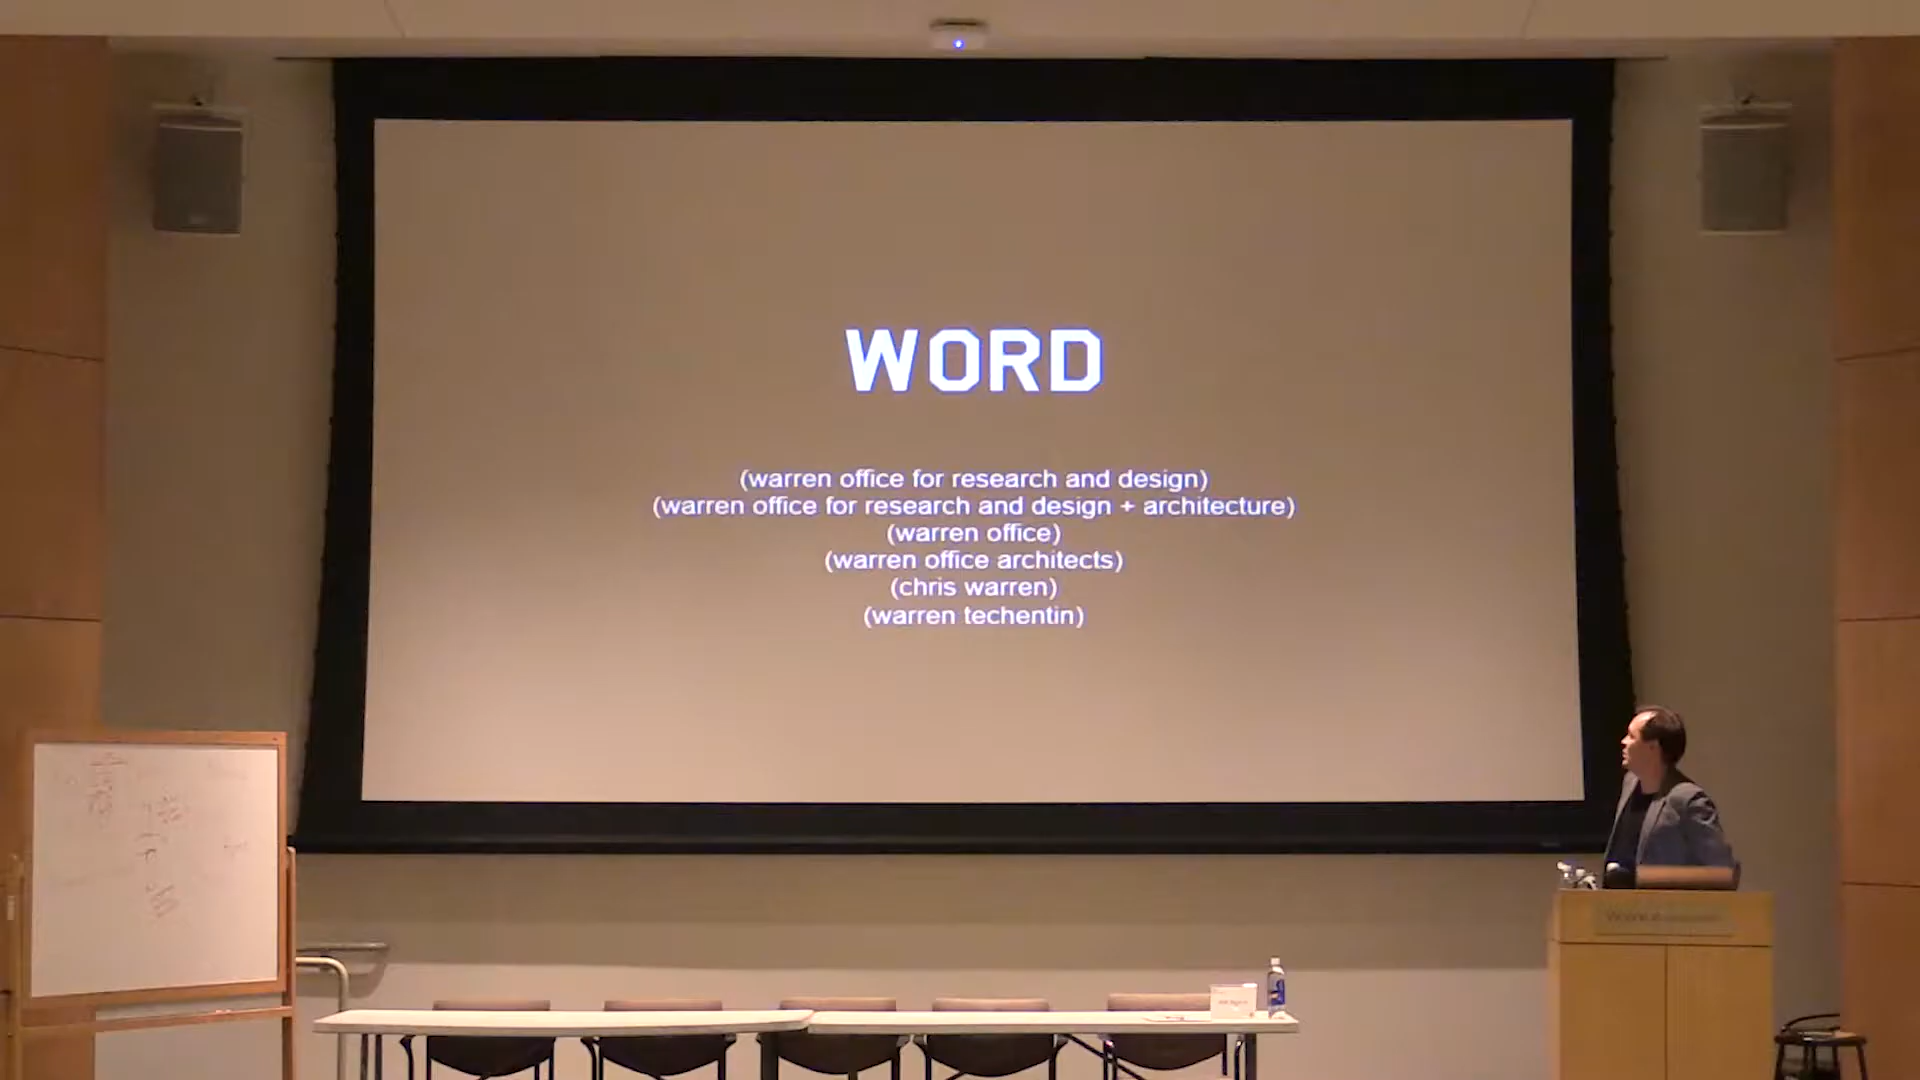 WORD
(warren office for research and design)
(warren office for research and design + architecture)
(warren office)
(warren office architects)
(chris warren)
(warren techentin)